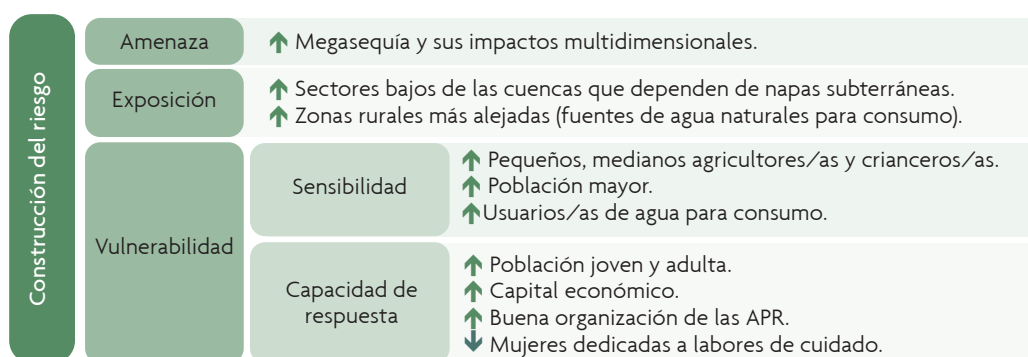 Construcción del riesgo
Amenaza
Megasequía y sus impactos multidimensionales.
Exposición
Sectores bajos de las cuencas que dependen de napas subterráneas.
Zonas rurales más alejadas (fuentes de agua naturales para consumo).
Vulnerabilidad
Sensibilidad
Pequeños, medianos agricultores/as y crianceros/as.
Población mayor.
Usuarios/as de agua para consumo.
Capacidad de
respuesta
Población joven y adulta.
Capital económico.
Buena organización de las APR.
Mujeres dedicadas a labores de cuidado.